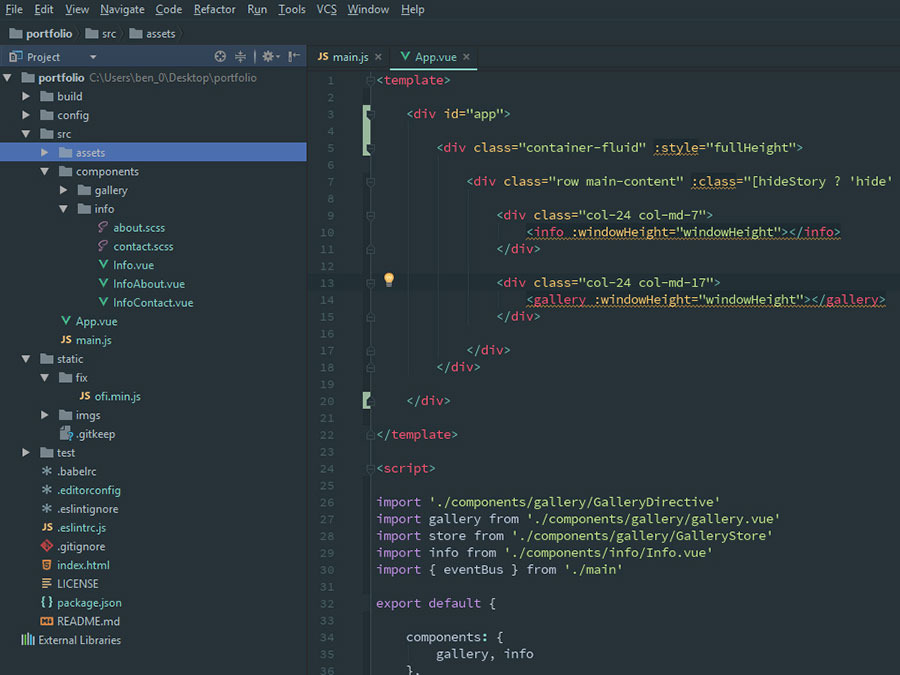 File Edit View Navigate Code Refactor Run Tools VCS Window Help
portfolio src assets
Project
portfolio C:\Users\ben_0\Desktop\portfolio
build
config
src
assets
components
gallery
info
about.scss
contact.scss
Info.vue
InfoAbout.vue
InfoContact.vue
App.vue
JS main.js
static
fix
JS ofi.min.js
imgs
.gitkeep
test
.babelrc
.editorconfig
.eslintignore
JS .eslintrc.js
.gitignore
index.html
LICENSE
{} package.json
MD README.md
External Libraries
JS main.js × App.vue ×
1 <template>
2
3 <div id="app">
4
5 <div class="container-fluid" :style="fullHeight">
6
7 <div class="row main-content" :class="[hideStory ? 'hide'
8
9 <div class="col-24 col-md-7">
10 <info :windowHeight="windowHeight"></info>
11 </div>
12
13 <div class="col-24 col-md-17">
14 <gallery :windowHeight="windowHeight"></gallery>
15 </div>
16
17 </div>
18 </div>
19
20 </div>
21
22 </template>
23
24 <script>
25
26 import './components/gallery/GalleryDirective'
27 import gallery from './components/gallery/gallery.vue'
28 import store from './components/gallery/GalleryStore'
29 import info from './components/info/Info.vue'
30 import { eventBus } from './main'
31
32 export default {
33
34 components: {
35 gallery, info
36 },